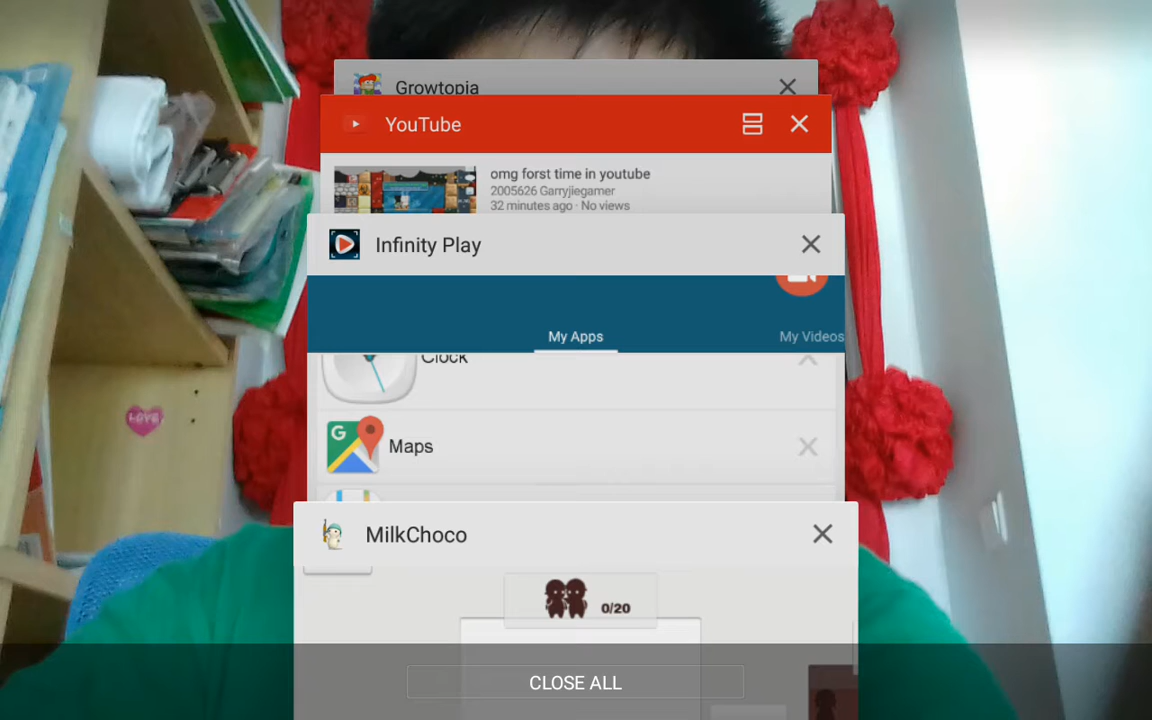 Growtopia
YouTube
omg forst time in youtube
2005626 Garryjiegamer
32 minutes ago · No views
Infinity Play
My Apps
My Videos
Clock
G
Maps
LOVE
MilkChoco
0/20
CLOSE ALL